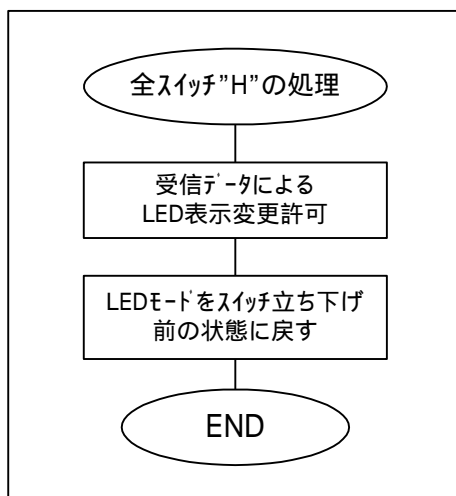 全ｽｲｯﾁ”H”の処理
受信ﾃﾞｰﾀによる
LED表示変更許可
LEDﾓｰﾄﾞをｽｲｯﾁ立ち下げ
前の状態に戻す
END